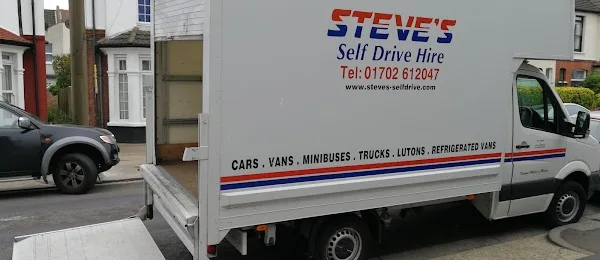 STEVE'S
Self Drive Hire
Tel: 01702 612047
www.steves-selfdrive.com
CARS . VANS . MINIBUSES . TRUCKS . LUTONS . REFRIGERATED VANS